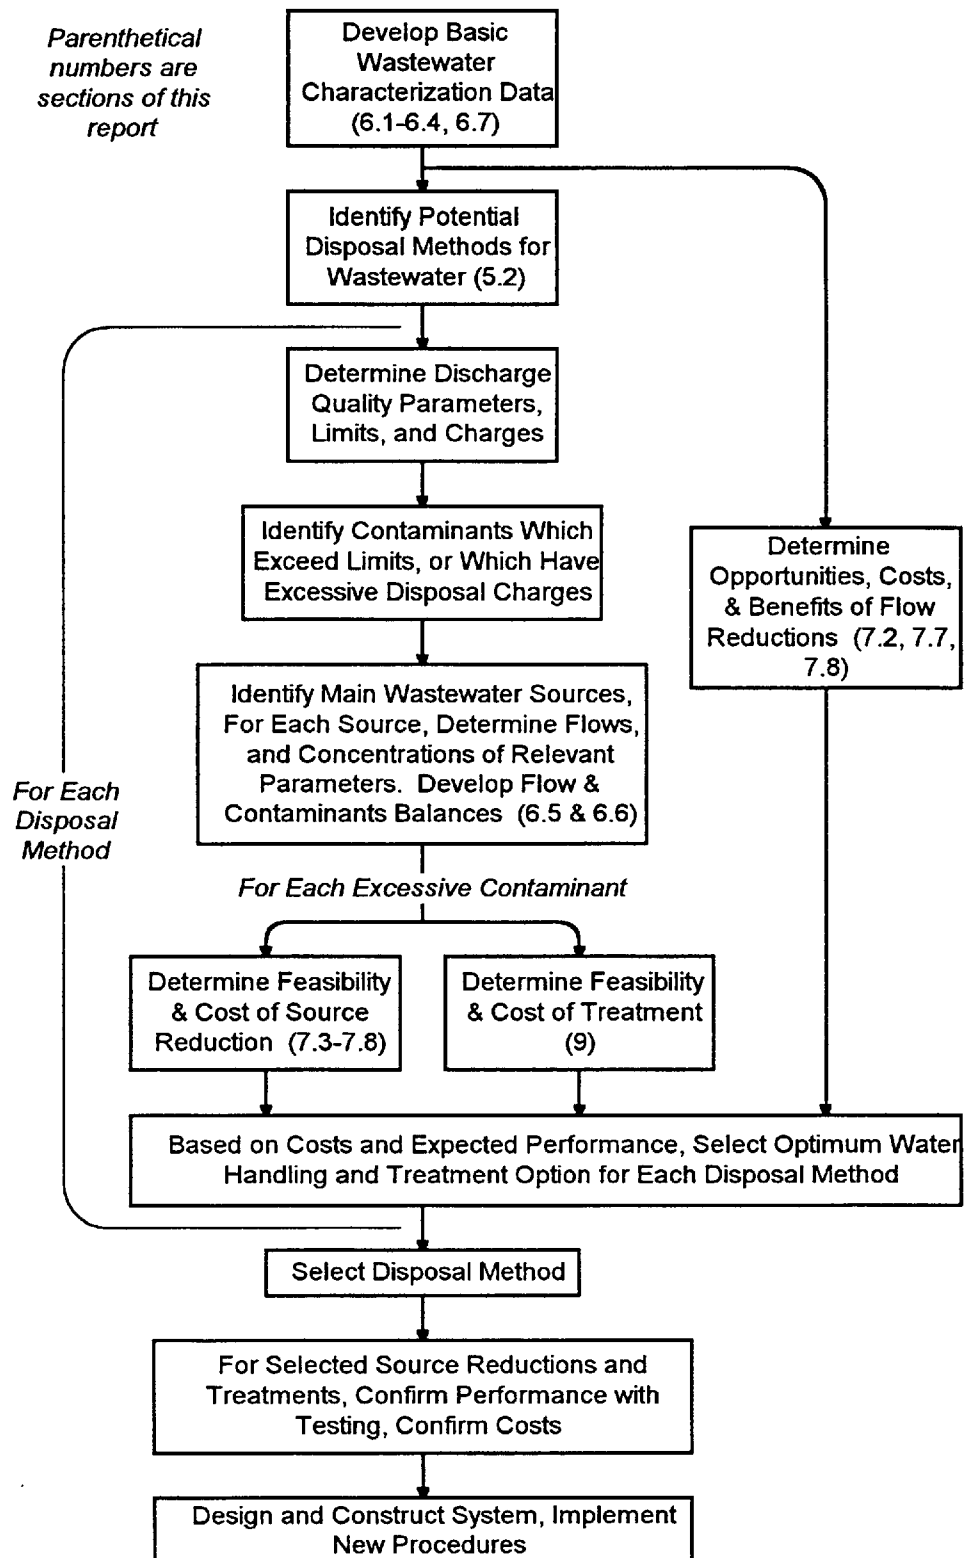 Parenthetical
numbers are
sections of this
report
Develop Basic
Wastewater
Characterization Data
(6.1-6.4, 6.7)
Identify Potential
Disposal Methods for
Wastewater (5.2)
Determine Discharge
Quality Parameters,
Limits, and Charges
Identify Contaminants Which
Exceed Limits, or Which Have
Excessive Disposal Charges
Determine
Opportunities, Costs,
& Benefits of Flow
Reductions (7.2, 7.7,
7.8)
Identify Main Wastewater Sources,
For Each Source, Determine Flows,
and Concentrations of Relevant
Parameters. Develop Flow &
Contaminants Balances (6.5 & 6.6)
For Each
Disposal
Method
For Each Excessive Contaminant
Determine Feasibility
& Cost of Source
Reduction (7.3-7.8)
Determine Feasibility
& Cost of Treatment
(9)
Based on Costs and Expected Performance, Select Optimum Water
Handling and Treatment Option for Each Disposal Method
Select Disposal Method
For Selected Source Reductions and
Treatments, Confirm Performance with
Testing, Confirm Costs
Design and Construct System, Implement
New Procedures